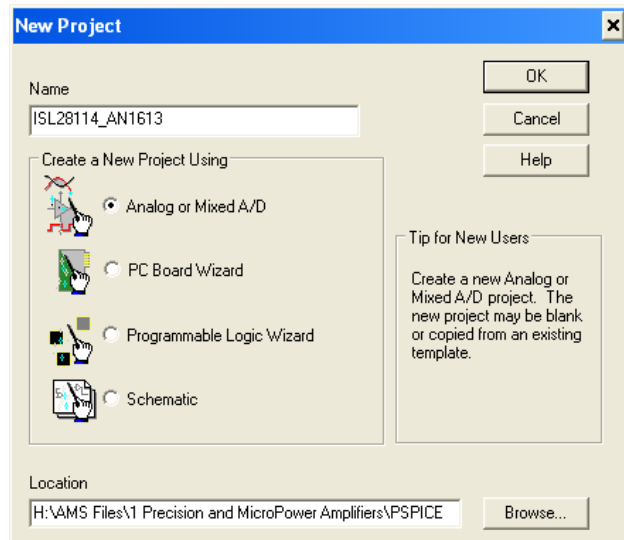 New Project
Name
ISL28114_AN1613
OK
Cancel
Help
Create a New Project Using
Analog or Mixed A/D
PC Board Wizard
Programmable Logic Wizard
Schematic
Tip for New Users
Create a new Analog or
Mixed A/D project. The
new project may be blank
or copied from an existing
template.
Location
H:\AMS Files\1 Precision and MicroPower Amplifiers\PSPICE
Browse...